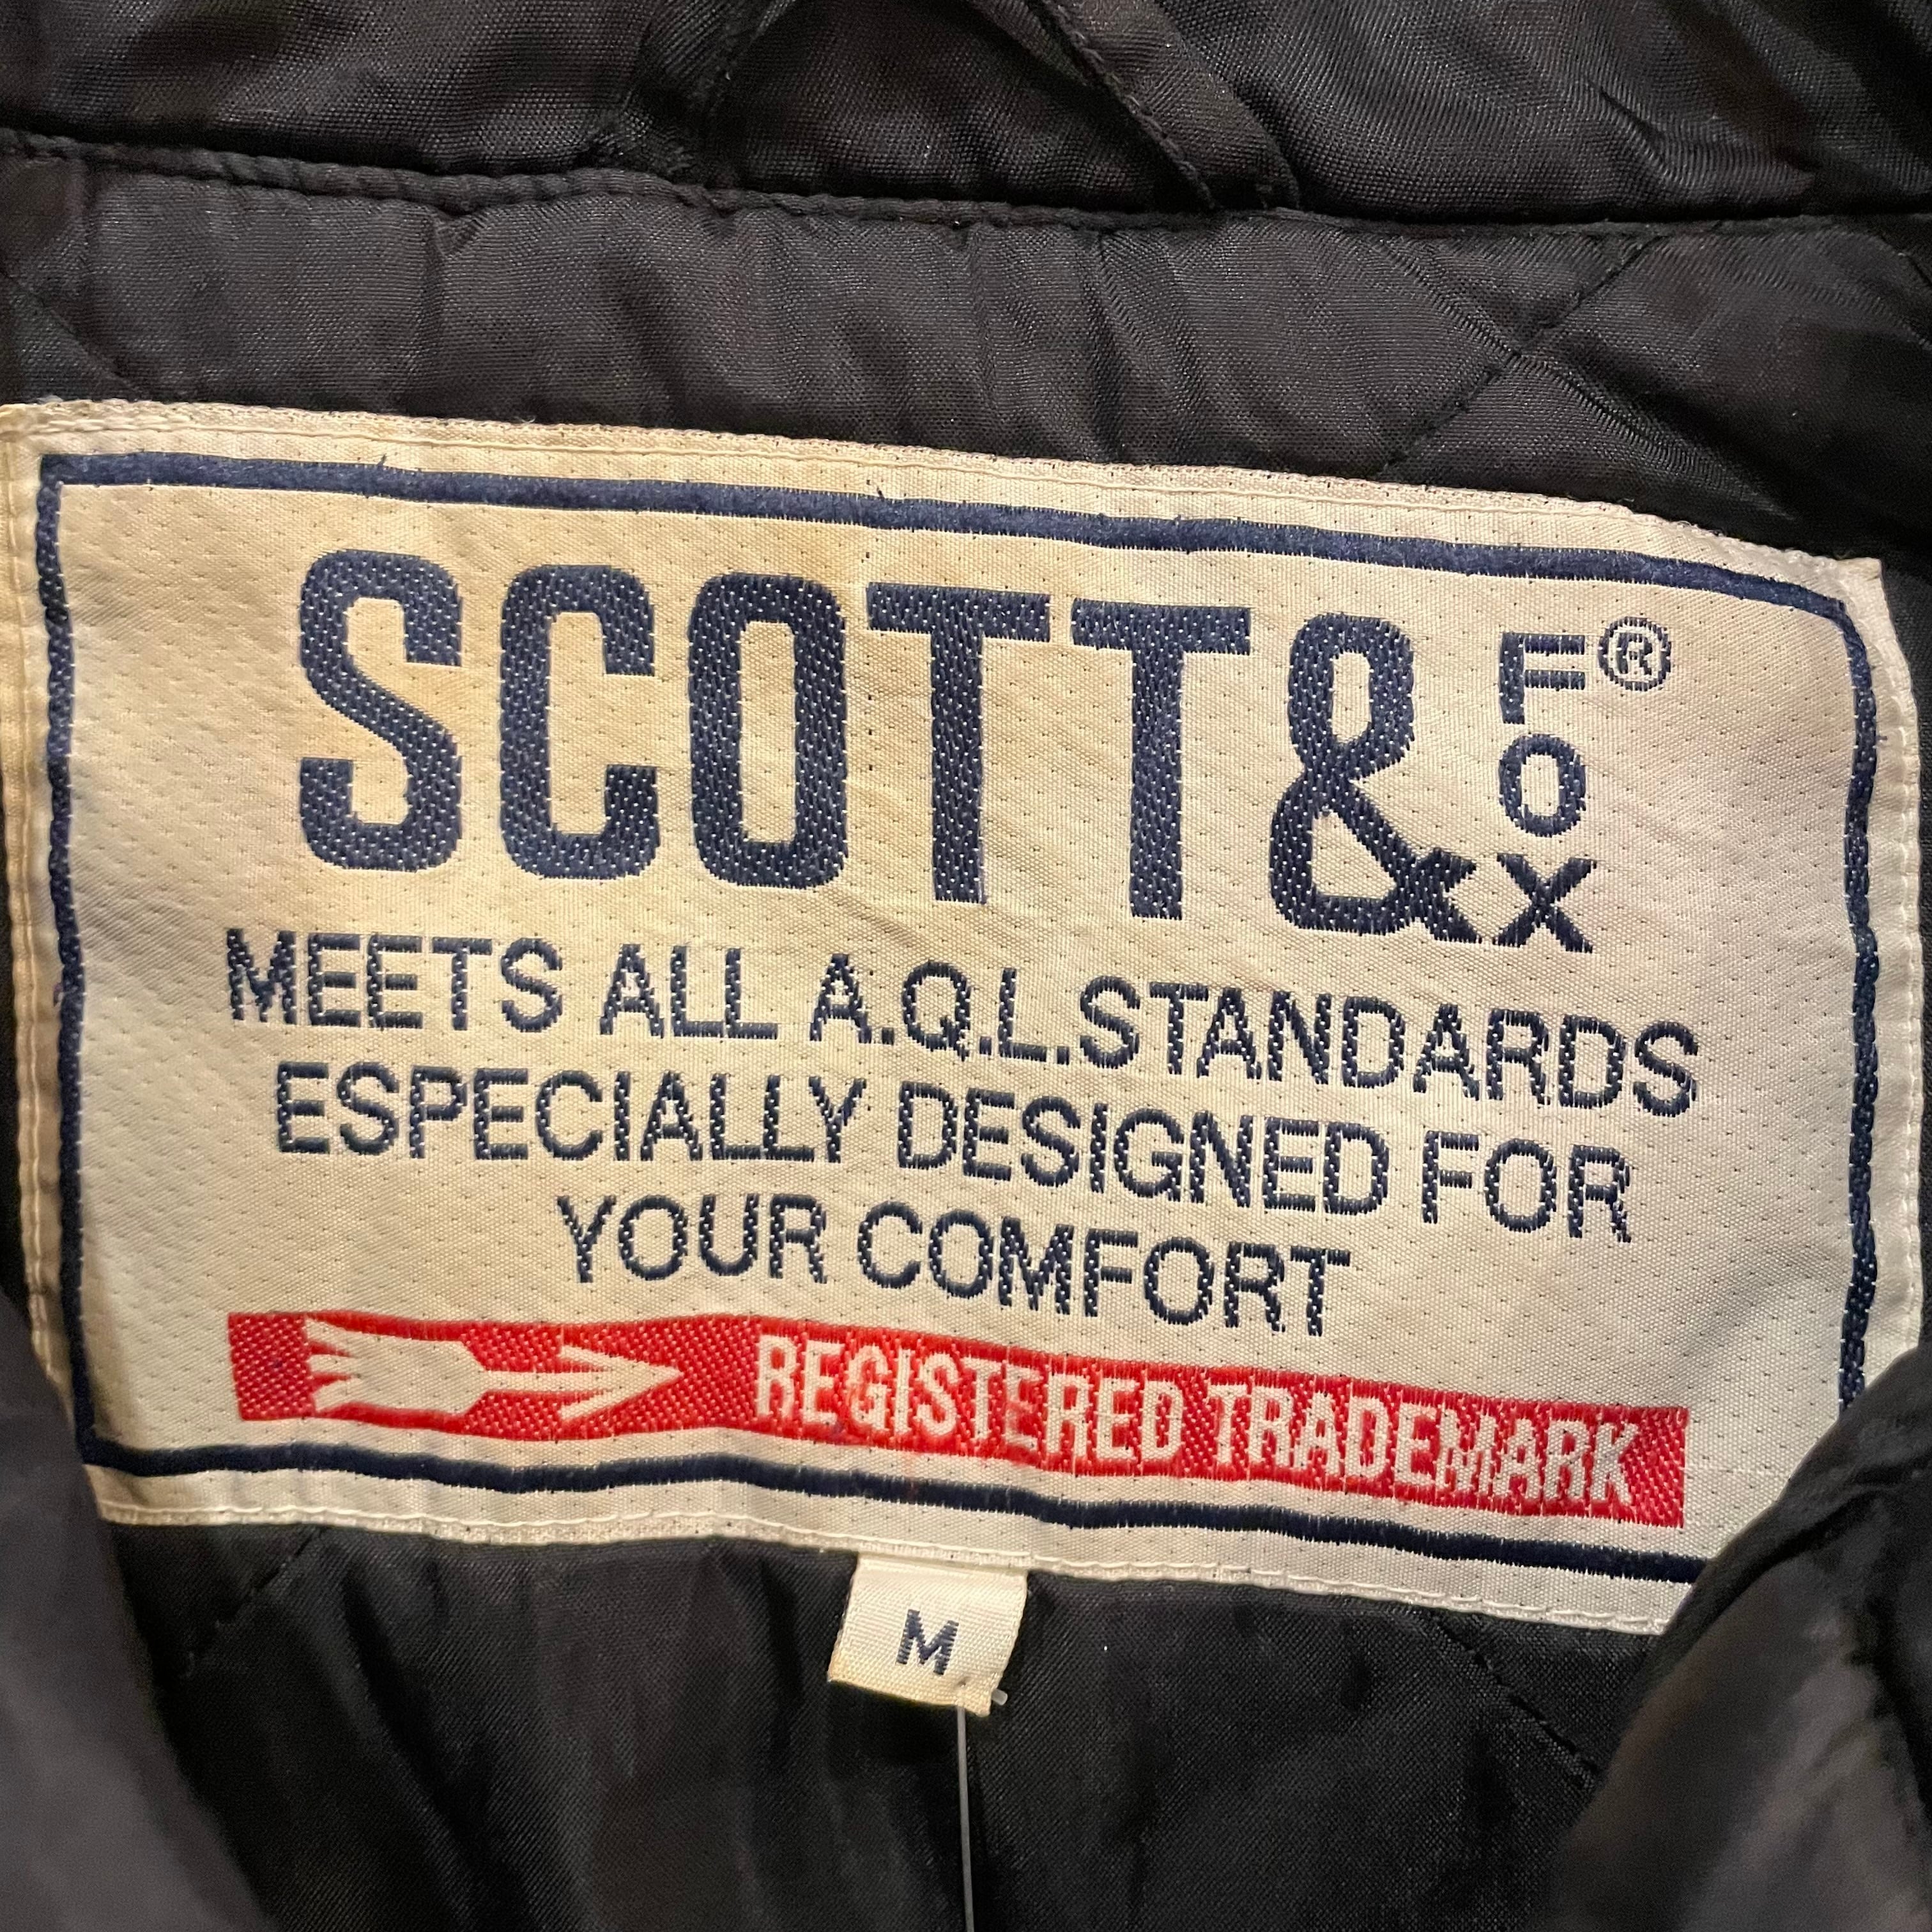 SCOTT& FOX®
MEETS ALL A.Q.L.STANDARDS
ESPECIALLY DESIGNED FOR
YOUR COMFORT
REGISTERED TRADEMARK
M